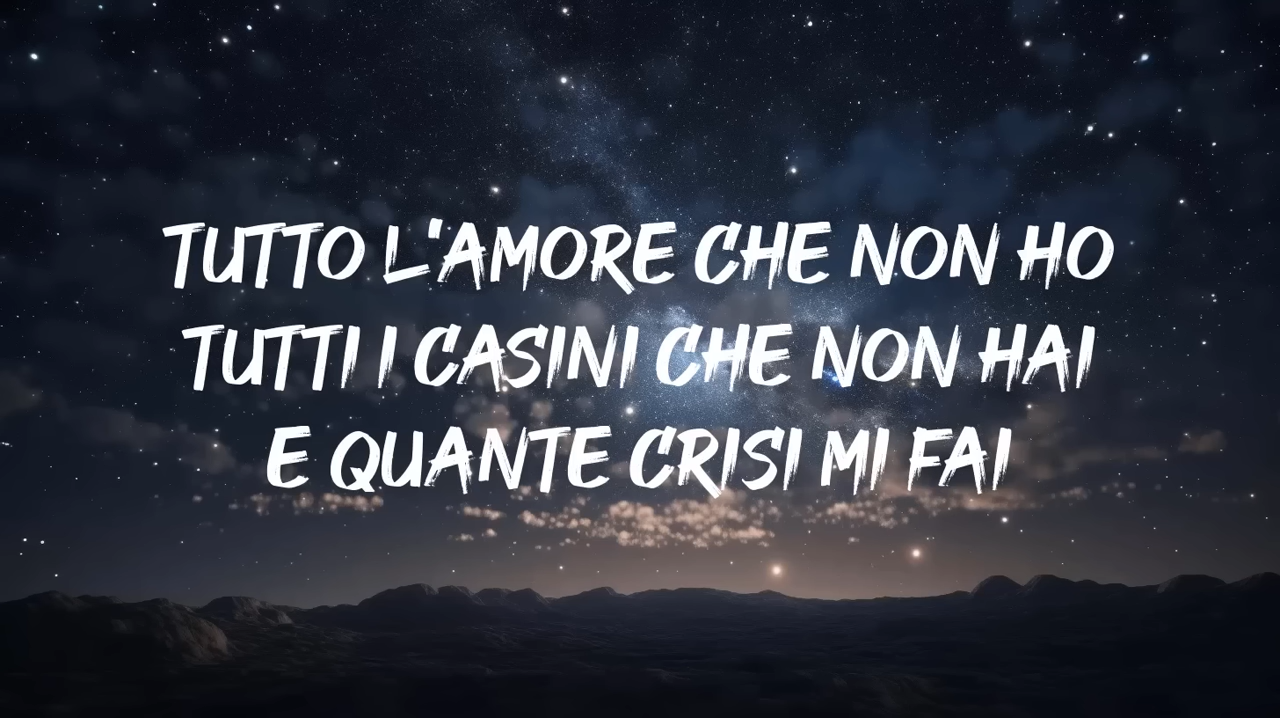 TUTTO L'AMORE CHE NON HO
TUTTI I CASINI CHE NON HAI
E QUANTE CRISI MI FAI